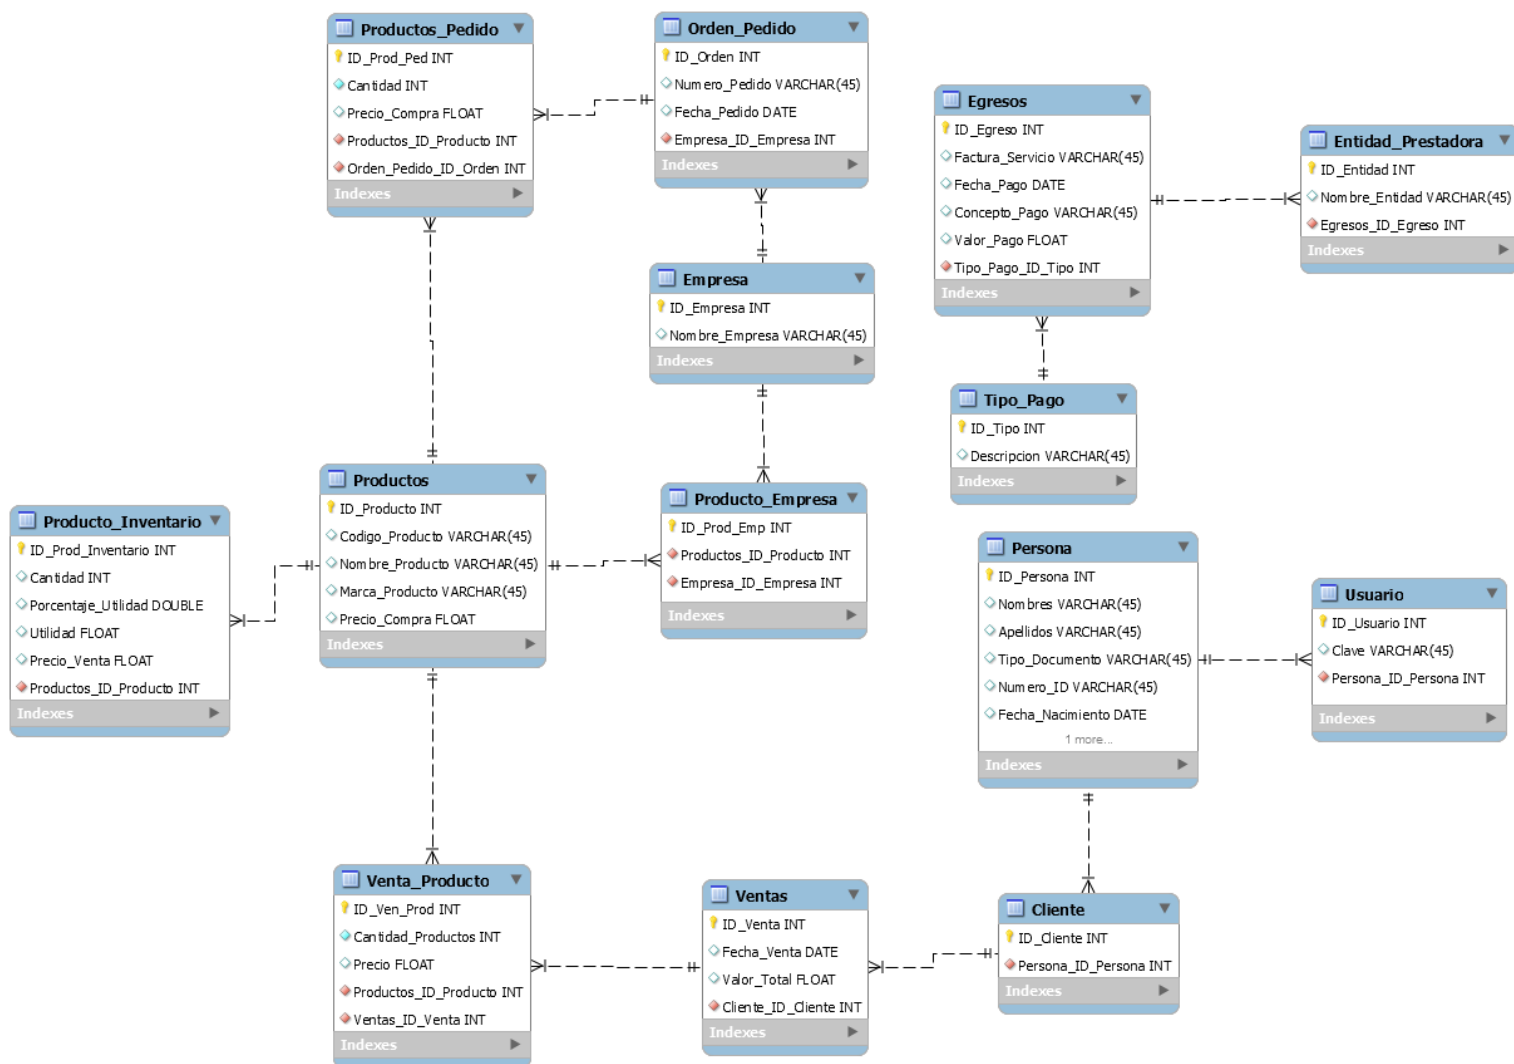 Productos_Pedido
ID_Prod_Ped INT
Cantidad INT
Precio_Compra FLOAT
Productos_ID_Producto INT
Orden_Pedido_ID_Orden INT
Indexes
Orden_Pedido
ID_Orden INT
Numero_Pedido VARCHAR(45)
Fecha_Pedido DATE
Empresa_ID_Empresa INT
Indexes
Egresos
ID_Egreso INT
Factura_Servicio VARCHAR(45)
Fecha_Pago DATE
Concepto_Pago VARCHAR(45)
Valor_Pago FLOAT
Tipo_Pago_ID_Tipo INT
Indexes
Entidad_Prestadora
ID_Entidad INT
Nombre_Entidad VARCHAR(45)
Egresos_ID_Egreso INT
Indexes
Empresa
ID_Empresa INT
Nombre_Empresa VARCHAR(45)
Indexes
Tipo_Pago
ID_Tipo INT
Descripcion VARCHAR(45)
Indexes
Producto_Inventario
ID_Prod_Inventario INT
Cantidad INT
Porcentaje_Utilidad DOUBLE
Utilidad FLOAT
Precio_Venta FLOAT
Productos_ID_Producto INT
Indexes
Productos
ID_Producto INT
Codigo_Producto VARCHAR(45)
Nombre_Producto VARCHAR(45)
Marca_Producto VARCHAR(45)
Precio_Compra FLOAT
Indexes
Producto_Empresa
ID_Prod_Emp INT
Productos_ID_Producto INT
Empresa_ID_Empresa INT
Indexes
Persona
ID_Persona INT
Nombres VARCHAR(45)
Apellidos VARCHAR(45)
Tipo_Documento VARCHAR(45)
Numero_ID VARCHAR(45)
Fecha_Nacimiento DATE
1 more...
Indexes
Usuario
ID_Usuario INT
Clave VARCHAR(45)
Persona_ID_Persona INT
Indexes
Venta_Producto
ID_Ven_Prod INT
Cantidad_Productos INT
Precio FLOAT
Productos_ID_Producto INT
Ventas_ID_Venta INT
Indexes
Ventas
ID_Venta INT
Fecha_Venta DATE
Valor_Total FLOAT
Cliente_ID_Cliente INT
Indexes
Cliente
ID_Cliente INT
Persona_ID_Persona INT
Indexes